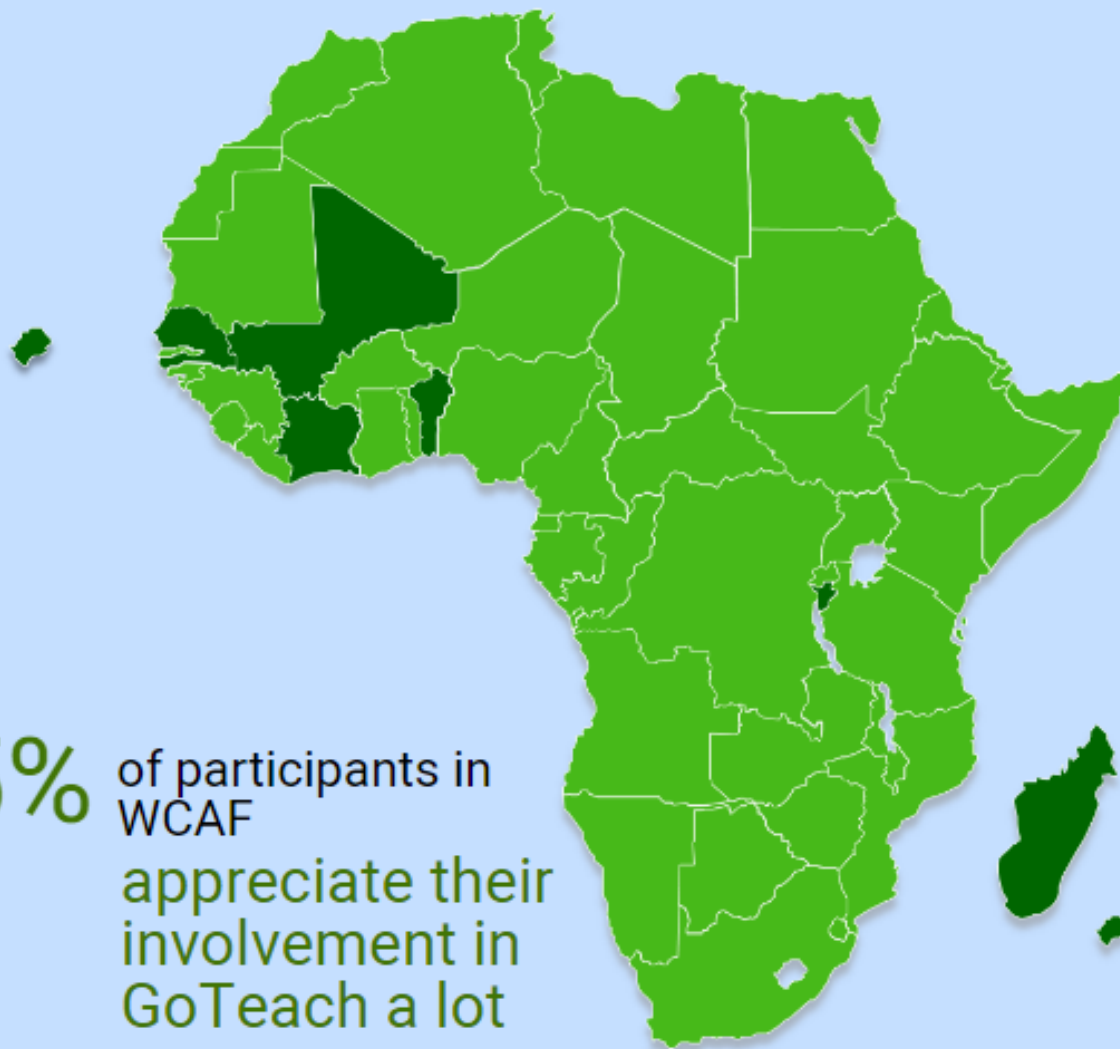 %
of participants in
WCAF
appreciate their
involvement in
GoTeach a lot